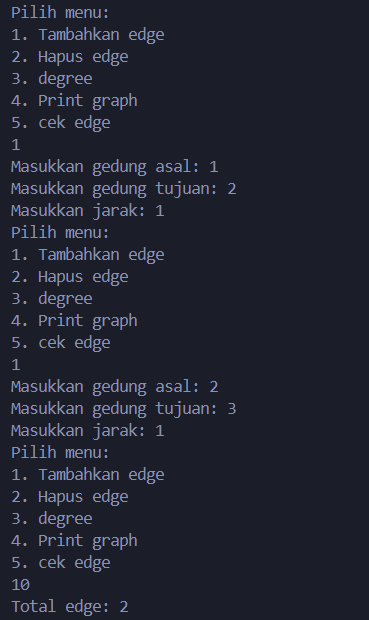 Pilih menu:
1. Tambahkan edge
2. Hapus edge
3. degree
4. Print graph
5. cek edge
1
Masukkan gedung asal: 1
Masukkan gedung tujuan: 2
Masukkan jarak: 1
Pilih menu:
1. Tambahkan edge
2. Hapus edge
3. degree
4. Print graph
5. cek edge
1
Masukkan gedung asal: 2
Masukkan gedung tujuan: 3
Masukkan jarak: 1
Pilih menu:
1. Tambahkan edge
2. Hapus edge
3. degree
4. Print graph
5. cek edge
10
Total edge: 2